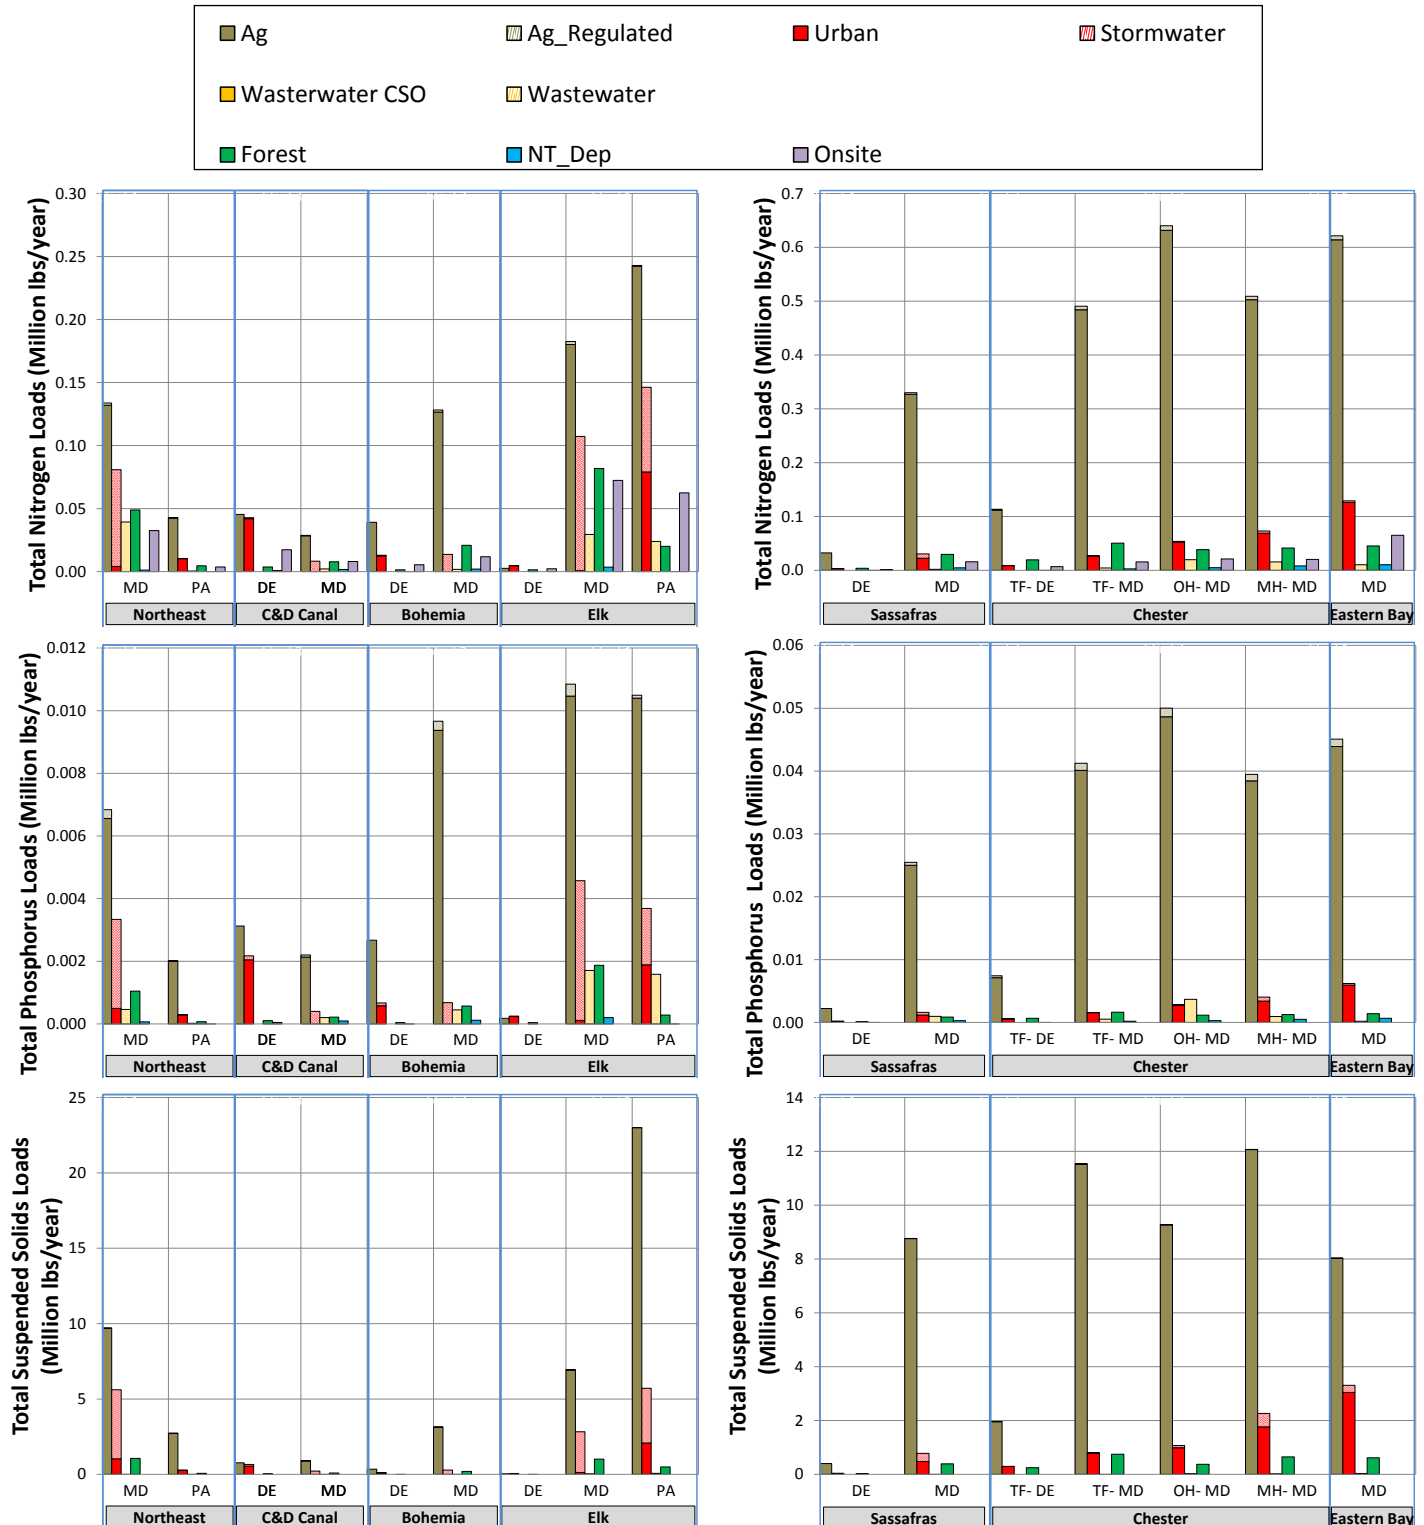 Ag Ag_Regulated Urban Stormwater
Wasterwater CSO Wastewater
Forest NT_Dep Onsite
Total Nitrogen Loads (Million lbs/year)
0.30
0.25
0.20
0.15
0.10
0.05
0.00
MD PA DE MD DE MD DE MD PA
Northeast C&D Canal Bohemia Elk
Total Nitrogen Loads (Million lbs/year)
0.7
0.6
0.5
0.4
0.3
0.2
0.1
0.0
DE MD TF- DE TF- MD OH- MD MH- MD MD
Sassafras Chester Eastern Bay
Total Phosphorus Loads (Million lbs/year)
0.012
0.010
0.008
0.006
0.004
0.002
0.000
MD PA DE MD DE MD DE MD PA
Northeast C&D Canal Bohemia Elk
Total Phosphorus Loads (Million lbs/year)
0.06
0.05
0.04
0.03
0.02
0.01
0.00
DE MD TF- DE TF- MD OH- MD MH- MD MD
Sassafras Chester Eastern Bay
Total Suspended Solids Loads
(Million lbs/year)
25
20
15
10
5
0
MD PA DE MD DE MD DE MD PA
Northeast C&D Canal Bohemia Elk
Total Suspended Solids Loads
(Million lbs/year)
14
12
10
8
6
4
2
0
DE MD TF- DE TF- MD OH- MD MH- MD MD
Sassafras Chester Eastern Bay